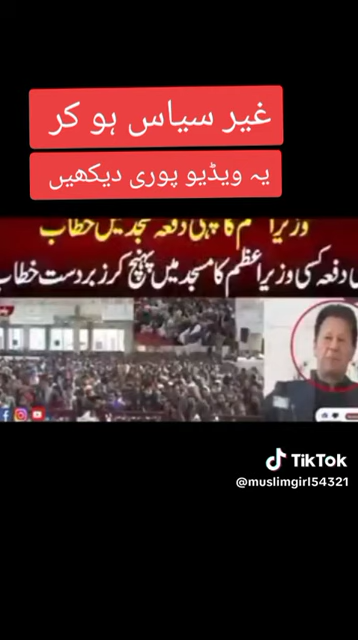 غیر سیاس ہو کر
یہ ویڈیو پوری دیکھیں
وزیراعظم کا پہلی دفعہ مسجد میں خطاب
دفعہ کسی وزیراعظم کا مسجد میں پہنچ کر زبردست خطاب
TikTok
@muslimgirl54321